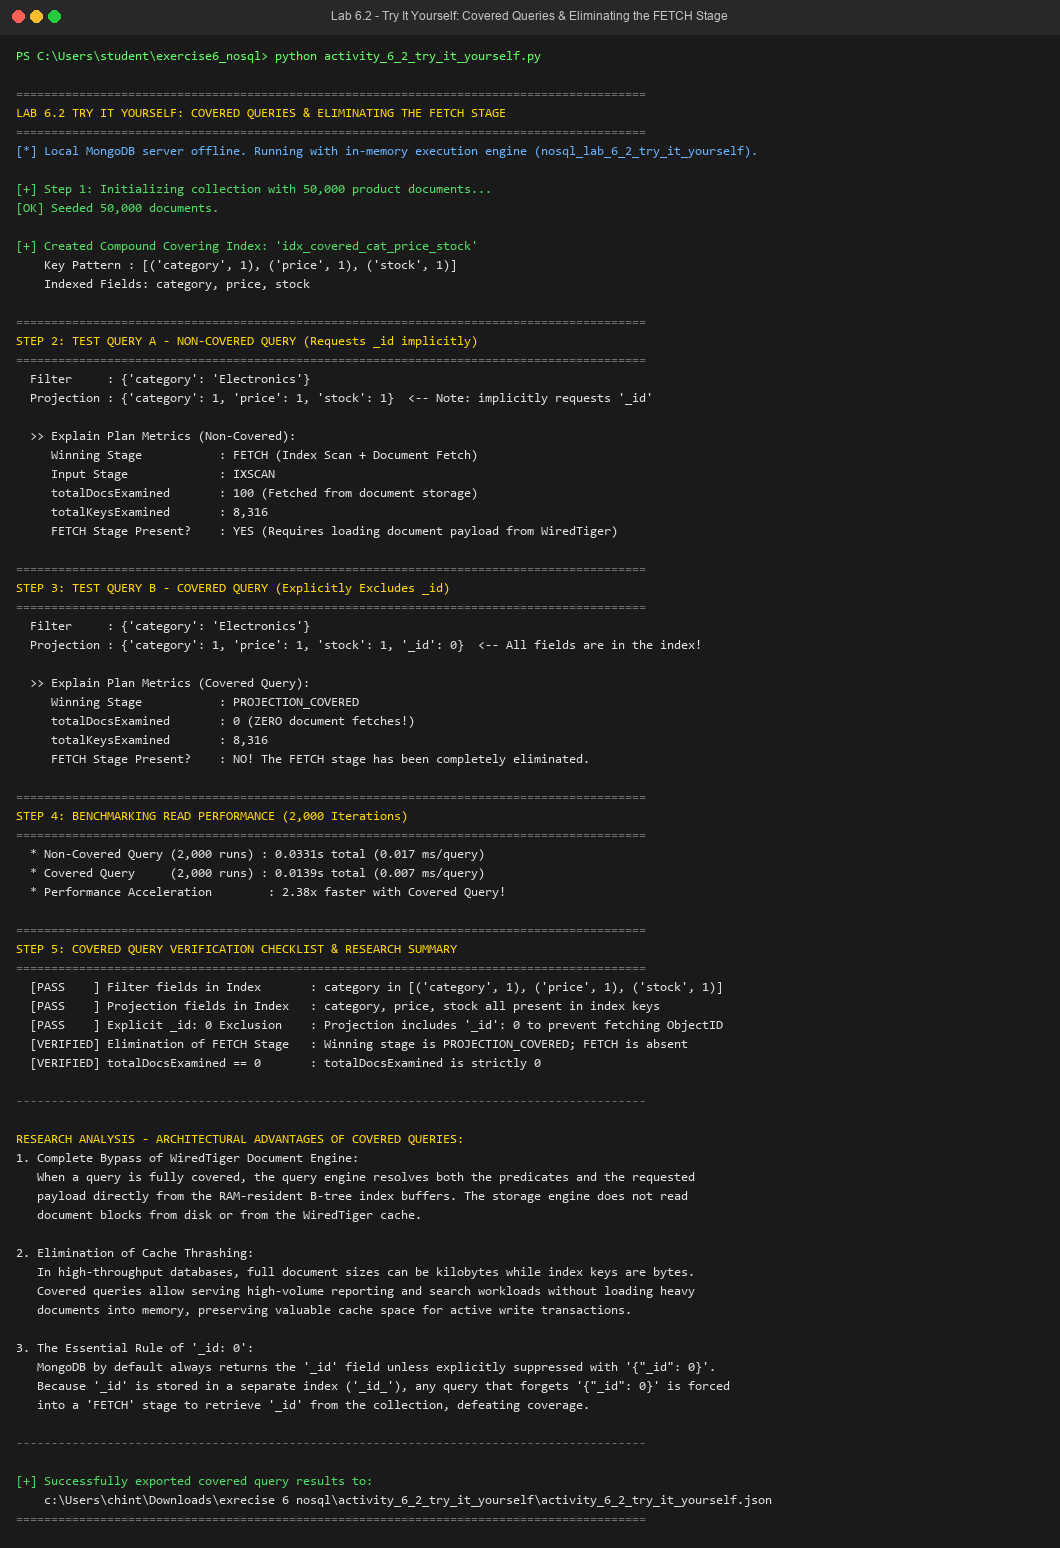 Lab 6.2 - Try It Yourself: Covered Queries & Eliminating the FETCH Stage
PS C:\Users\student\exercise6_nosql> python activity_6_2_try_it_yourself.py
==========================================================================================
LAB 6.2 TRY IT YOURSELF: COVERED QUERIES & ELIMINATING THE FETCH STAGE
==========================================================================================
[*] Local MongoDB server offline. Running with in-memory execution engine (nosql_lab_6_2_try_it_yourself).
[+] Step 1: Initializing collection with 50,000 product documents...
[OK] Seeded 50,000 documents.
[+] Created Compound Covering Index: 'idx_covered_cat_price_stock'
    Key Pattern : [('category', 1), ('price', 1), ('stock', 1)]
    Indexed Fields: category, price, stock
==========================================================================================
STEP 2: TEST QUERY A - NON-COVERED QUERY (Requests _id implicitly)
==========================================================================================
  Filter     : {'category': 'Electronics'}
  Projection : {'category': 1, 'price': 1, 'stock': 1}  <-- Note: implicitly requests '_id'
  >> Explain Plan Metrics (Non-Covered):
     Winning Stage           : FETCH (Index Scan + Document Fetch)
     Input Stage             : IXSCAN
     totalDocsExamined       : 100 (Fetched from document storage)
     totalKeysExamined       : 8,316
     FETCH Stage Present?    : YES (Requires loading document payload from WiredTiger)
==========================================================================================
STEP 3: TEST QUERY B - COVERED QUERY (Explicitly Excludes _id)
==========================================================================================
  Filter     : {'category': 'Electronics'}
  Projection : {'category': 1, 'price': 1, 'stock': 1, '_id': 0}  <-- All fields are in the index!
  >> Explain Plan Metrics (Covered Query):
     Winning Stage           : PROJECTION_COVERED
     totalDocsExamined       : 0 (ZERO document fetches!)
     totalKeysExamined       : 8,316
     FETCH Stage Present?    : NO! The FETCH stage has been completely eliminated.
==========================================================================================
STEP 4: BENCHMARKING READ PERFORMANCE (2,000 Iterations)
==========================================================================================
  * Non-Covered Query (2,000 runs) : 0.0331s total (0.017 ms/query)
  * Covered Query     (2,000 runs) : 0.0139s total (0.007 ms/query)
  * Performance Acceleration        : 2.38x faster with Covered Query!
==========================================================================================
STEP 5: COVERED QUERY VERIFICATION CHECKLIST & RESEARCH SUMMARY
==========================================================================================
  [PASS    ] Filter fields in Index       : category in [('category', 1), ('price', 1), ('stock', 1)]
  [PASS    ] Projection fields in Index   : category, price, stock all present in index keys
  [PASS    ] Explicit _id: 0 Exclusion    : Projection includes '_id': 0 to prevent fetching ObjectID
  [VERIFIED] Elimination of FETCH Stage   : Winning stage is PROJECTION_COVERED; FETCH is absent
  [VERIFIED] totalDocsExamined == 0       : totalDocsExamined is strictly 0
------------------------------------------------------------------------------------------
RESEARCH ANALYSIS - ARCHITECTURAL ADVANTAGES OF COVERED QUERIES:
1. Complete Bypass of WiredTiger Document Engine:
   When a query is fully covered, the query engine resolves both the predicates and the requested
   payload directly from the RAM-resident B-tree index buffers. The storage engine does not read
   document blocks from disk or from the WiredTiger cache.
2. Elimination of Cache Thrashing:
   In high-throughput databases, full document sizes can be kilobytes while index keys are bytes.
   Covered queries allow serving high-volume reporting and search workloads without loading heavy
   documents into memory, preserving valuable cache space for active write transactions.
3. The Essential Rule of '_id: 0':
   MongoDB by default always returns the '_id' field unless explicitly suppressed with '{"_id": 0}'.
   Because '_id' is stored in a separate index ('_id_'), any query that forgets '{"_id": 0}' is forced
   into a 'FETCH' stage to retrieve '_id' from the collection, defeating coverage.
------------------------------------------------------------------------------------------
[+] Successfully exported covered query results to:
    c:\Users\chint\Downloads\exrecise 6 nosql\activity_6_2_try_it_yourself\activity_6_2_try_it_yourself.json
==========================================================================================